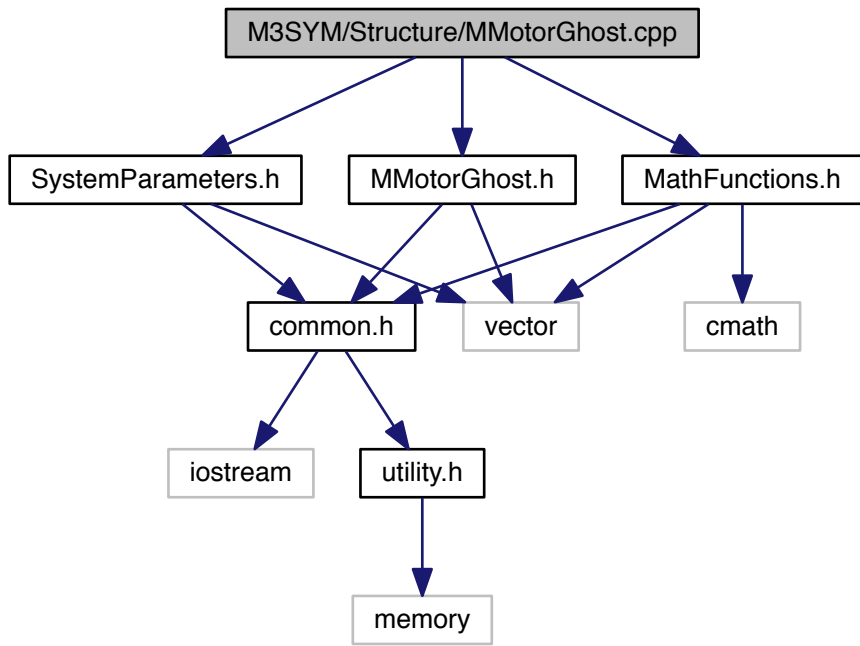 M3SYM/Structure/MMotorGhost.cpp
SystemParameters.h
MMotorGhost.h
MathFunctions.h
common.h
vector
cmath
iostream
utility.h
memory